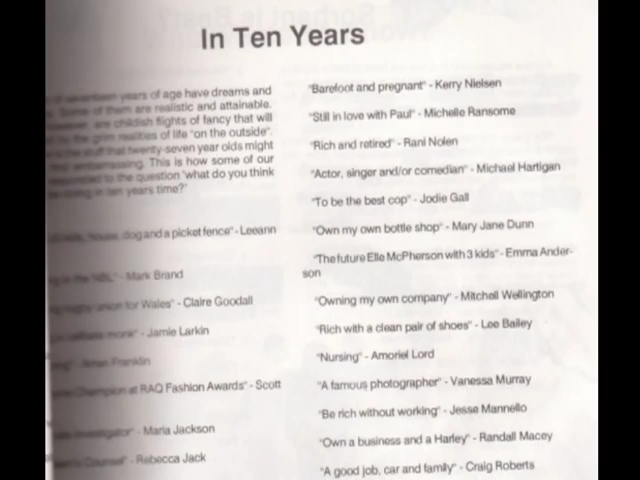 In Ten Years
of seventeen years of age have dreams and
Some of them are realistic and attainable.
are childish flights of fancy that will
by the grim realities of life "on the outside".
the stuff that twenty-seven year olds might
embarrassing. This is how some of our
responded to the question 'what do you think
doing in ten years time?'
house, dog and a picket fence" - Leeann
in the NBL" - Mark Brand
rugby union for Wales" - Claire Goodall
monk" - Jamie Larkin
Franklin
Champion at RAQ Fashion Awards" - Scott
investigator" - Maria Jackson
Counsel" - Rebecca Jack
"Barefoot and pregnant" - Kerry Nielsen
"Still in love with Paul" - Michelle Ransome
"Rich and retired" - Rani Nolen
"Actor, singer and/or comedian" - Michael Hartigan
"To be the best cop" - Jodie Gall
"Own my own bottle shop" - Mary Jane Dunn
"The future Elle McPherson with 3 kids" - Emma Ander-
son
"Owning my own company" - Mitchell Wellington
"Rich with a clean pair of shoes" - Lee Bailey
"Nursing" - Amoriel Lord
"A famous photographer" - Vanessa Murray
"Be rich without working" - Jesse Mannello
"Own a business and a Harley" - Randall Macey
"A good job, car and family" - Craig Roberts